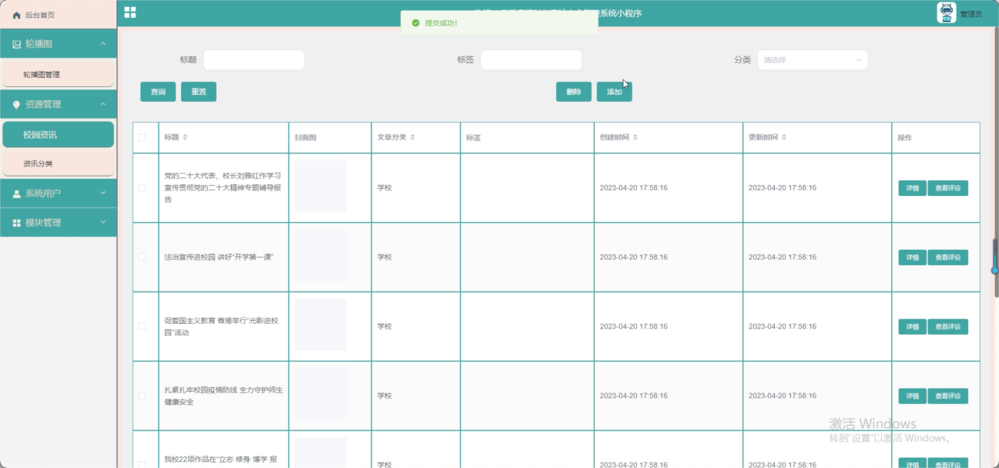 后台首页
系统小程序
管理员
提交成功!
轮播图
轮播图管理
资源管理
校园资讯
资讯分类
系统用户
模块管理
标题
标签
分类 请选择
查询 重置 删除 添加
标题 封面图 文章分类 标签 创建时间 更新时间 操作
党的二十大代表、校长刘雅红作学习
宣传贯彻党的二十大精神专题辅导报
告
学校 2023-04-20 17:58:16 2023-04-20 17:58:16 详情 查看评论
法治宣传进校园 讲好“开学第一课” 学校 2023-04-20 17:58:16 2023-04-20 17:58:16 详情 查看评论
促爱国主义教育 香港举行“光影进校
园”活动
学校 2023-04-20 17:58:16 2023-04-20 17:58:16 详情 查看评论
扎紧扎牢校园疫情防线 全力守护师生
健康安全
学校 2023-04-20 17:58:16 2023-04-20 17:58:16 详情 查看评论
我校22项作品在“立志·修身·博学·报
学校 2023-04-20 17:58:16 2023-04-20 17:58:16 详情 查看评论
激活 Windows
转到“设置”以激活 Windows。